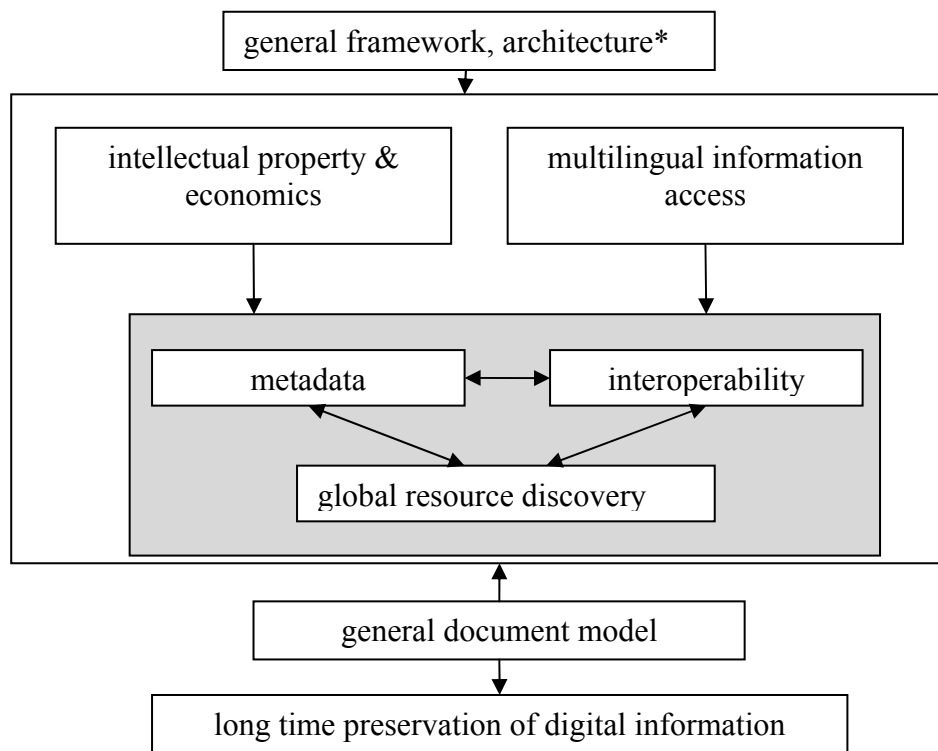 general framework, architecture*
intellectual property &
economics
multilingual information
access
metadata
interoperability
global resource discovery
general document model
long time preservation of digital information